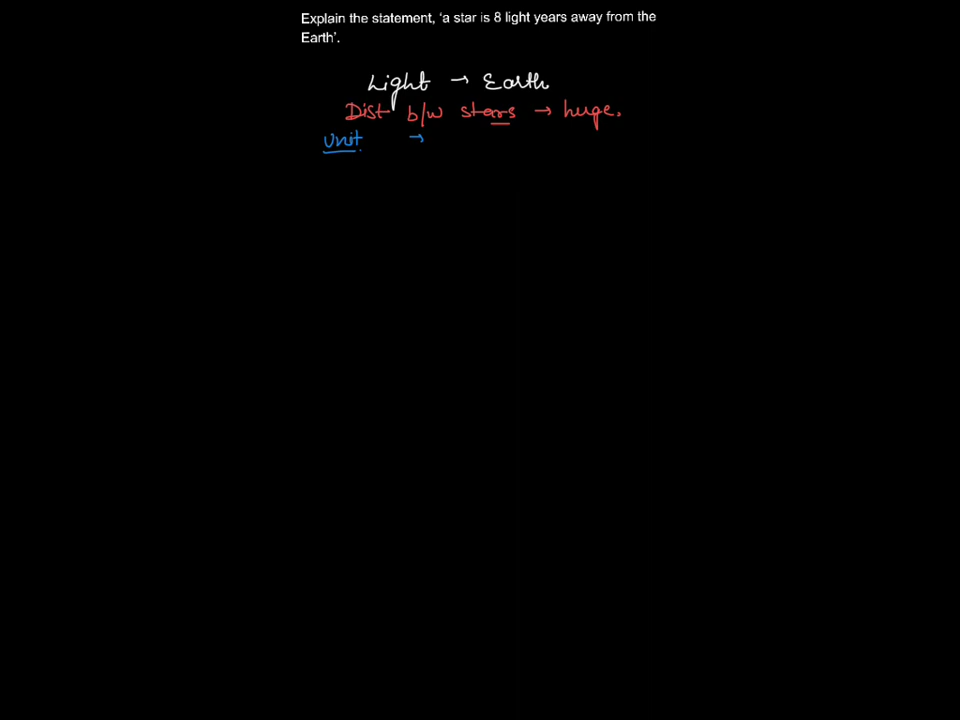 Explain the statement, ‘a star is 8 light years away from the
Earth’.
Light → Earth
Dist b/w stars → huge.
Unit →